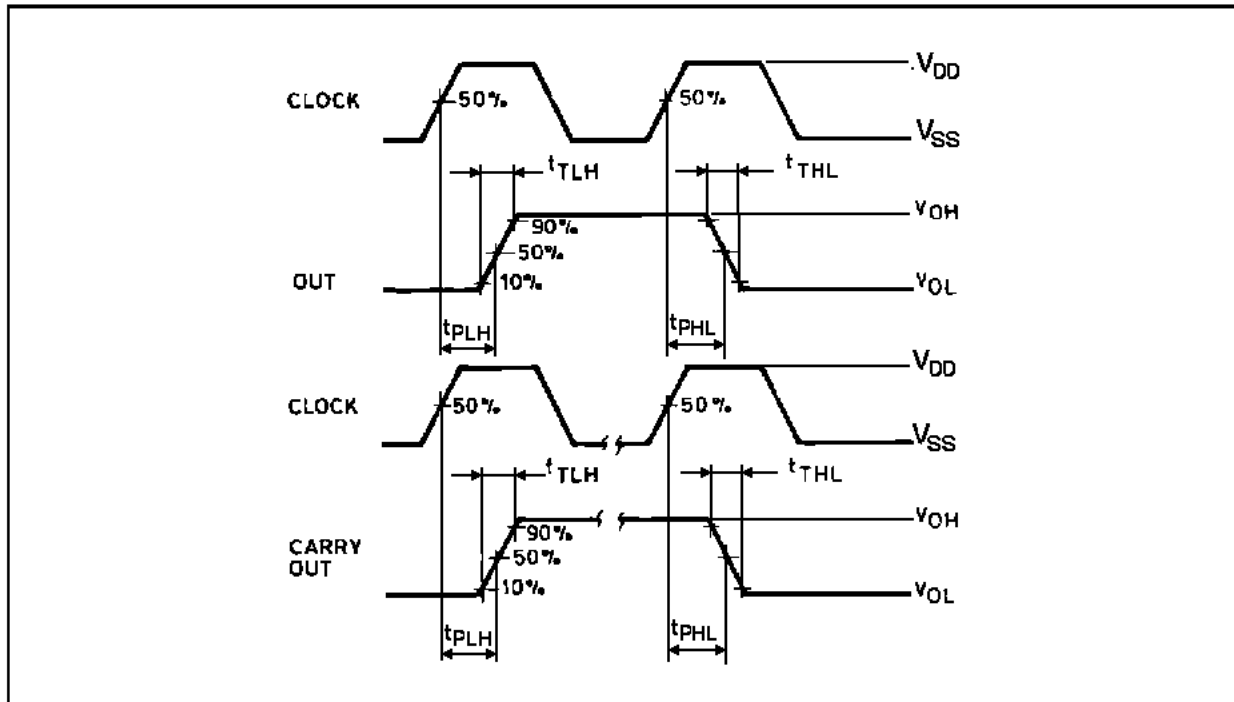 CLOCK
50%
50%
VDD
VSS
tTLH
tTHL
OUT
90%
50%
10%
VOH
VOL
tPLH
tPHL
CLOCK
50%
50%
VDD
VSS
tTLH
tTHL
CARRY
OUT
90%
50%
10%
VOH
VOL
tPLH
tPHL